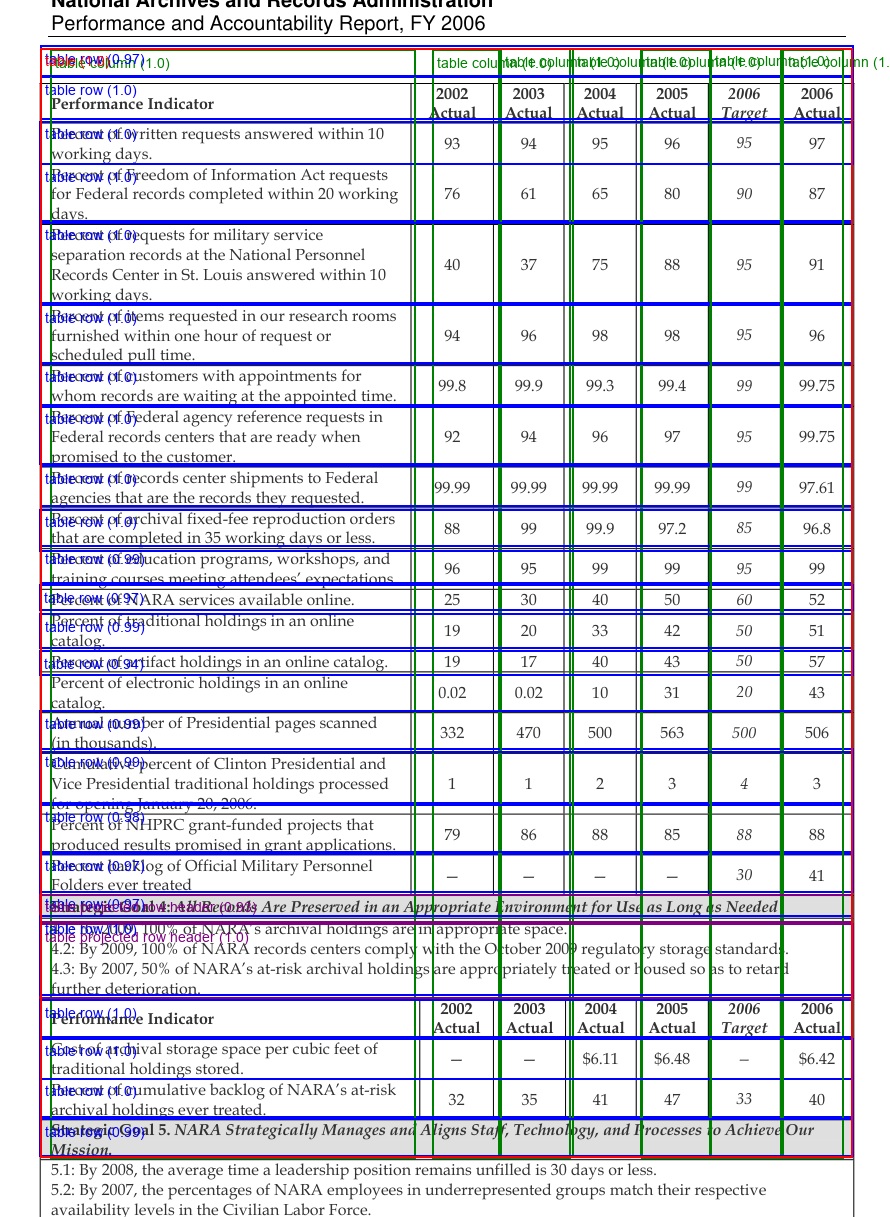 National Archives and Records Administration
Performance and Accountability Report, FY 2006
Performance Indicator
2002 Actual
2003 Actual
2004 Actual
2005 Actual
2006 Target
2006 Actual
Percent of written requests answered within 10
working days.
93 94 95 96 95 97
Percent of Freedom of Information Act requests
for Federal records completed within 20 working
days.
76 61 65 80 90 87
Percent of requests for military service
separation records at the National Personnel
Records Center in St. Louis answered within 10
working days.
40 37 75 88 95 91
Percent of items requested in our research rooms
furnished within one hour of request or
scheduled pull time.
94 96 98 98 95 96
Percent of customers with appointments for
whom records are waiting at the appointed time.
99.8 99.9 99.3 99.4 99 99.75
Percent of Federal agency reference requests in
Federal records centers that are ready when
promised to the customer.
92 94 96 97 95 99.75
Percent of records center shipments to Federal
agencies that are the records they requested.
99.99 99.99 99.99 99.99 99 97.61
Percent of archival fixed-fee reproduction orders
that are completed in 35 working days or less.
88 99 99.9 97.2 85 96.8
Percent of education programs, workshops, and
training courses meeting attendees’ expectations
96 95 99 99 95 99
Percent of NARA services available online.
25 30 40 50 60 52
Percent of traditional holdings in an online
catalog.
19 20 33 42 50 51
Percent of artifact holdings in an online catalog.
19 17 40 43 50 57
Percent of electronic holdings in an online
catalog.
0.02 0.02 10 31 20 43
Annual number of Presidential pages scanned
(in thousands).
332 470 500 563 500 506
Cumulative percent of Clinton Presidential and
Vice Presidential traditional holdings processed
for opening January 20, 2006.
1 1 2 3 4 3
Percent of NHPRC grant-funded projects that
produced results promised in grant applications.
79 86 88 85 88 88
Percent backlog of Official Military Personnel
Folders ever treated
— — — — 30 41
Strategic Goal 4: All Records Are Preserved in an Appropriate Environment for Use as Long as Needed
4.1: By 2009, 100% of NARA’s archival holdings are in appropriate space.
4.2: By 2009, 100% of NARA records centers comply with the October 2009 regulatory storage standards.
4.3: By 2007, 50% of NARA’s at-risk archival holdings are appropriately treated or housed so as to retard
further deterioration.
Performance Indicator
2002 Actual
2003 Actual
2004 Actual
2005 Actual
2006 Target
2006 Actual
Cost of archival storage space per cubic feet of
traditional holdings stored.
— — $6.11 $6.48 – $6.42
Percent of cumulative backlog of NARA’s at-risk
archival holdings ever treated.
32 35 41 47 33 40
Strategic Goal 5. NARA Strategically Manages and Aligns Staff, Technology, and Processes to Achieve Our
Mission.
5.1: By 2008, the average time a leadership position remains unfilled is 30 days or less.
5.2: By 2007, the percentages of NARA employees in underrepresented groups match their respective
availability levels in the Civilian Labor Force.